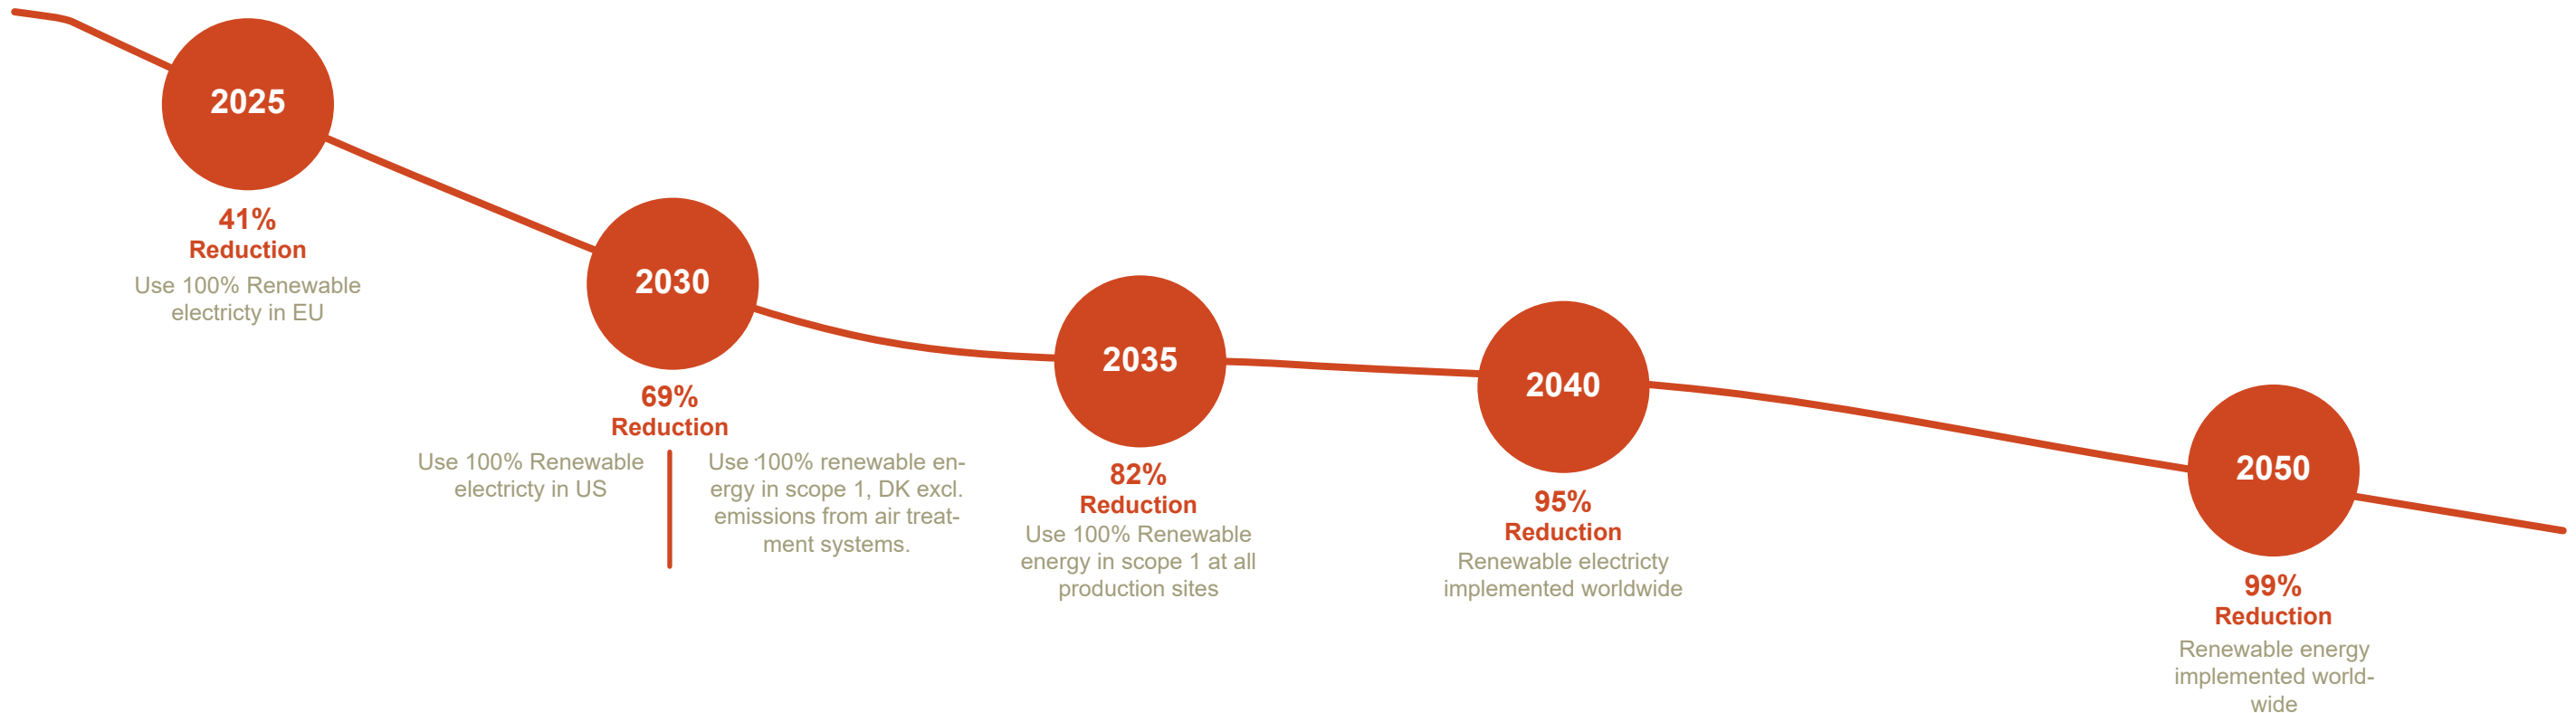 2025
41%
Reduction
Use 100% Renewable
electricty in EU
2030
69%
Reduction
Use 100% Renewable
electricty in US
Use 100% renewable en-
ergy in scope 1, DK excl.
emissions from air treat-
ment systems.
2035
82%
Reduction
Use 100% Renewable
energy in scope 1 at all
production sites
2040
95%
Reduction
Renewable electricty
implemented worldwide
2050
99%
Reduction
Renewable energy
implemented world-
wide